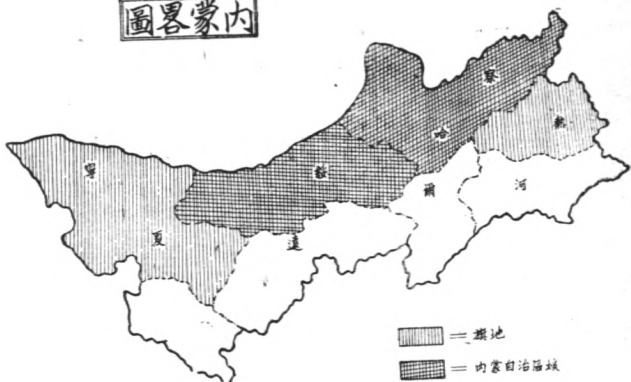 內蒙畧圖
察
哈
爾
熱
河
綏
遠
寧
夏
= 旗地
= 内蒙自治區域